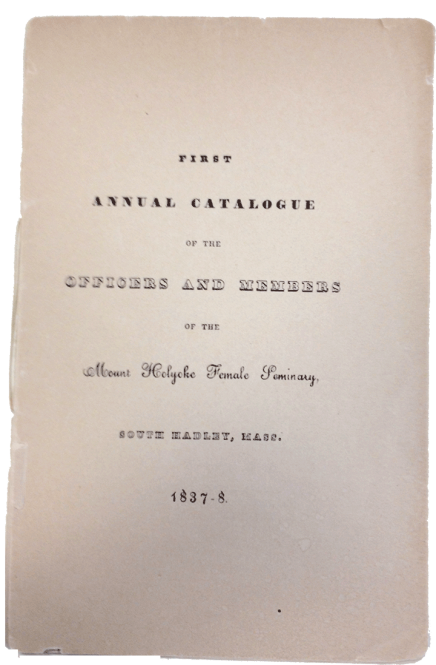 FIRST
ANNUAL CATALOGUE
OF THE
OFFICERS AND MEMBERS
OF THE
Mount Holyoke Female Seminary,
SOUTH HADLEY, MASS.
1837-8.